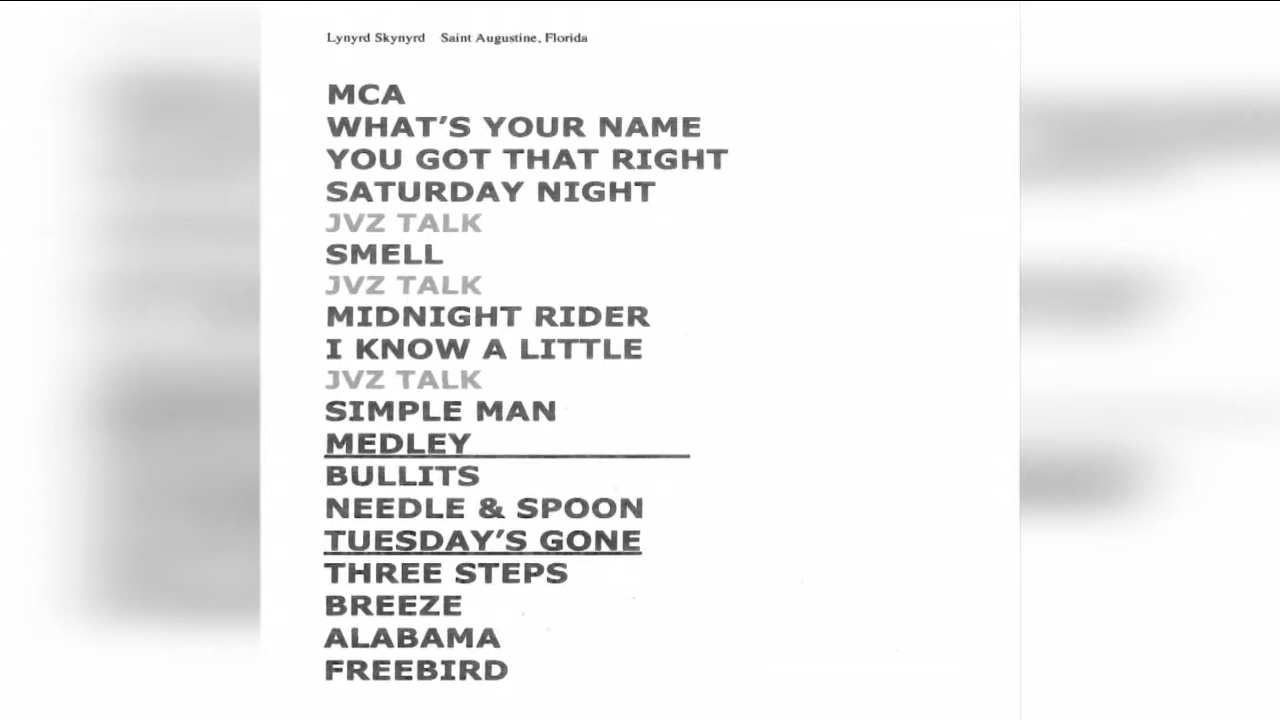 Lynyrd Skynyrd Saint Augustine, Florida
MCA
WHAT'S YOUR NAME
YOU GOT THAT RIGHT
SATURDAY NIGHT
JVZ TALK
SMELL
JVZ TALK
MIDNIGHT RIDER
I KNOW A LITTLE
JVZ TALK
SIMPLE MAN
MEDLEY
BULLITS
NEEDLE & SPOON
TUESDAY'S GONE
THREE STEPS
BREEZE
ALABAMA
FREEBIRD